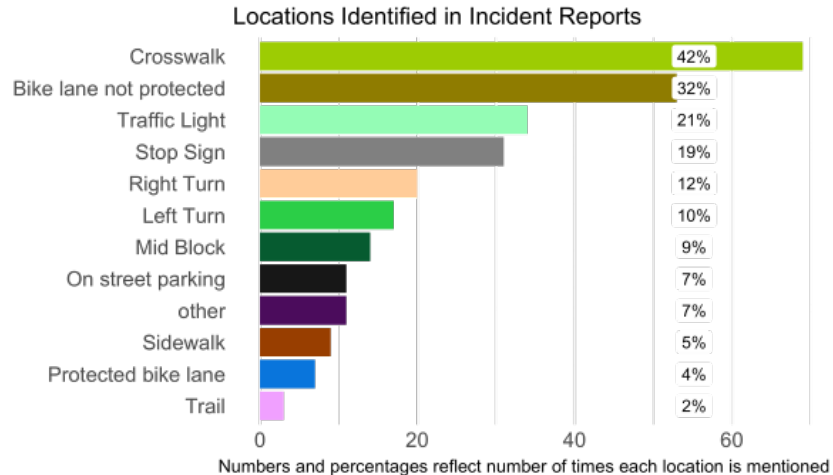 Locations Identified in Incident Reports
Crosswalk 42%
Bike lane not protected 32%
Traffic Light 21%
Stop Sign 19%
Right Turn 12%
Left Turn 10%
Mid Block 9%
On street parking 7%
other 7%
Sidewalk 5%
Protected bike lane 4%
Trail 2%
0 20 40 60
Numbers and percentages reflect number of times each location is mentioned